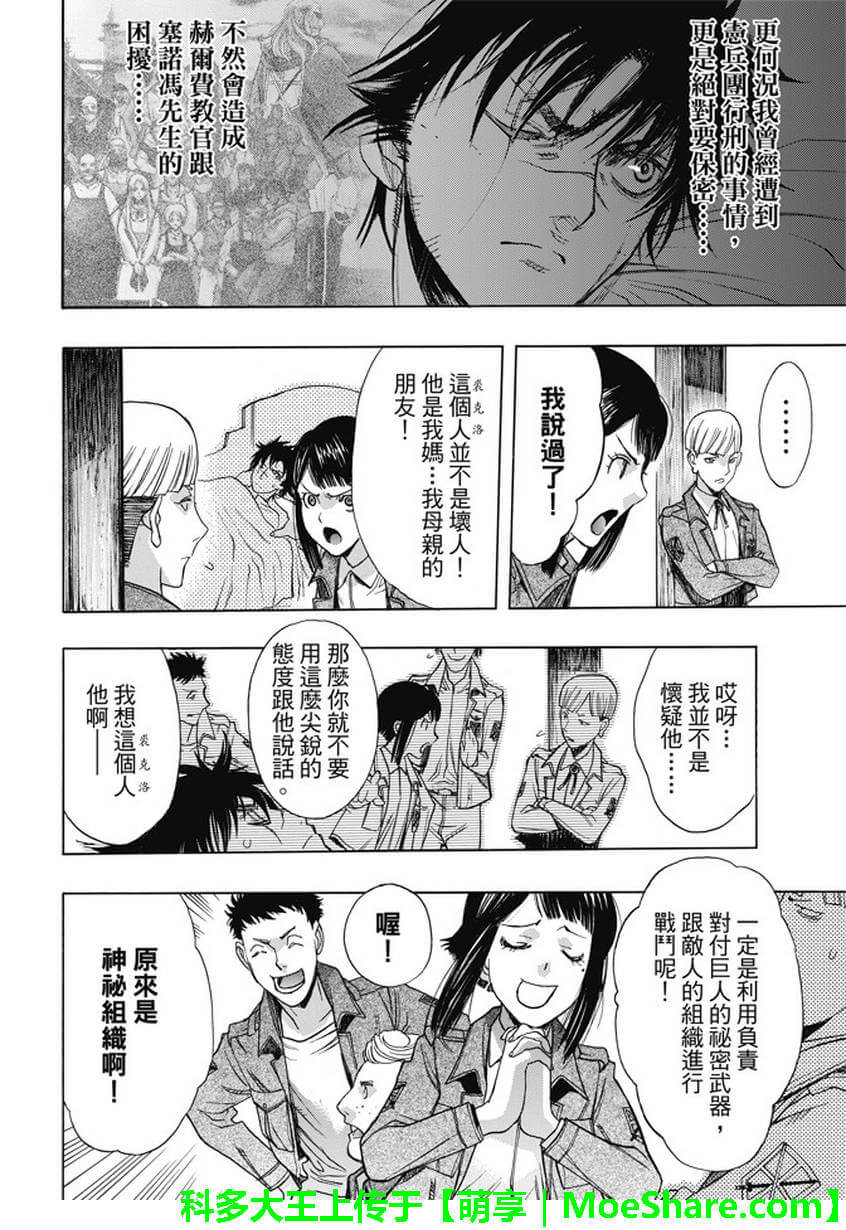 更何況我曾經遭到
憲兵團行刑的事情，
更是絕對要保密……
不然會造成
赫爾費教官跟
塞諾馮先生的
困擾……
……
我說過了！
裘克洛
這個人並不是壞人！
他是我媽…我母親的
朋友！
哎呀…
我並不是
懷疑他……
那麼你就不要
用這麼尖銳的
態度跟他說話。
裘克洛
我想這個人
他啊——
一定是利用負責
對付巨人的祕密武器，
跟敵人的組織進行
戰鬥呢！
喔！
原來是
神祕組織啊！
科多大王上传于【萌享｜MoeShare.com】